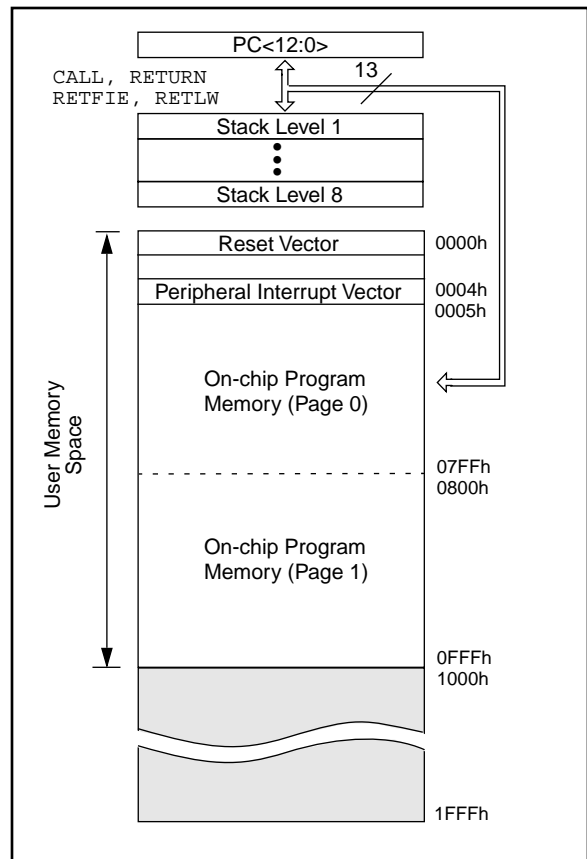 PC<12:0>
CALL, RETURN
RETFIE, RETLW
13
Stack Level 1
Stack Level 8
Reset Vector
0000h
Peripheral Interrupt Vector
0004h
0005h
On-chip Program
Memory (Page 0)
User Memory
Space
07FFh
0800h
On-chip Program
Memory (Page 1)
0FFFh
1000h
1FFFh